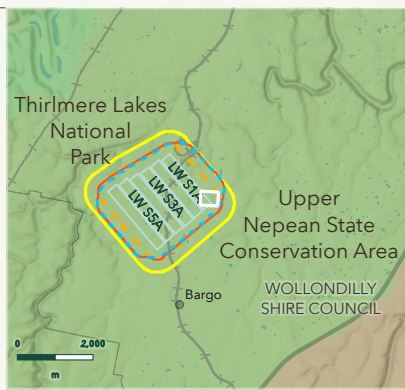 Thirlmere Lakes
National
Park
LW S1A
LW S3A
LW S5A
Upper
Nepean State
Conservation Area
WOLLONDILLY
SHIRE COUNCIL
Bargo
0 2,000
m